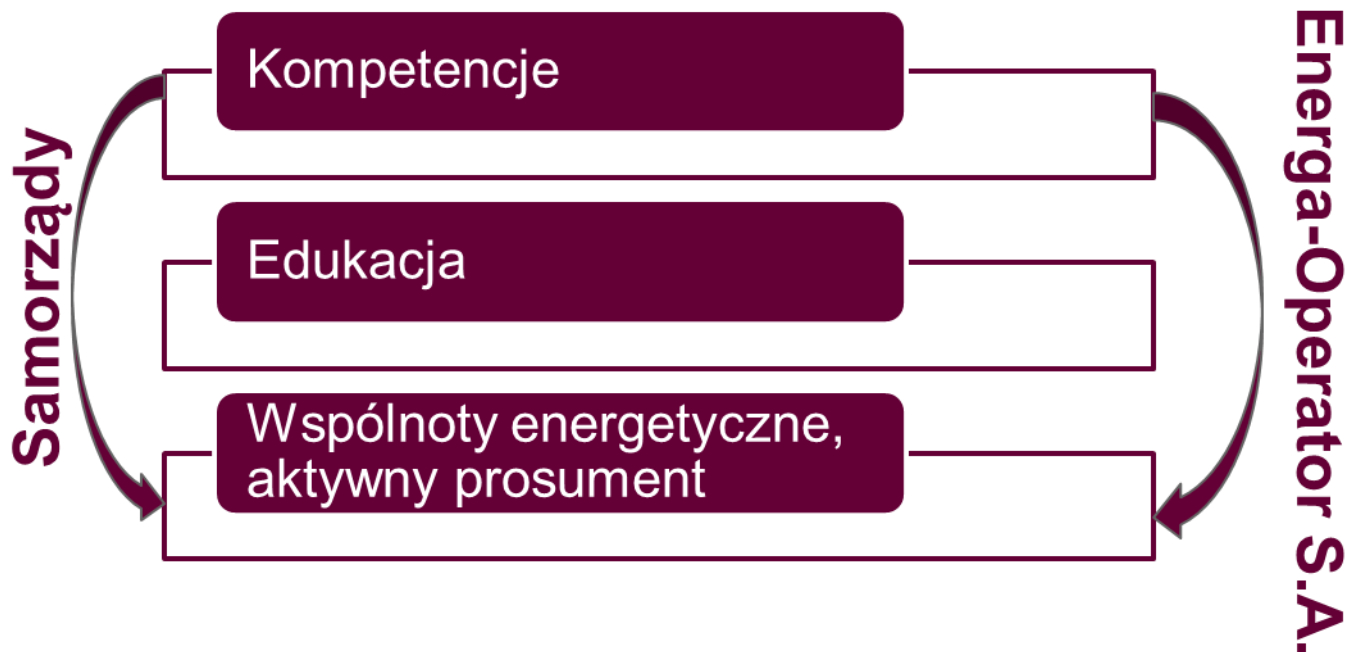 Samorządy
Kompetencje
Edukacja
Wspólnoty energetyczne,
aktywny prosument
Energa-Operator S.A.